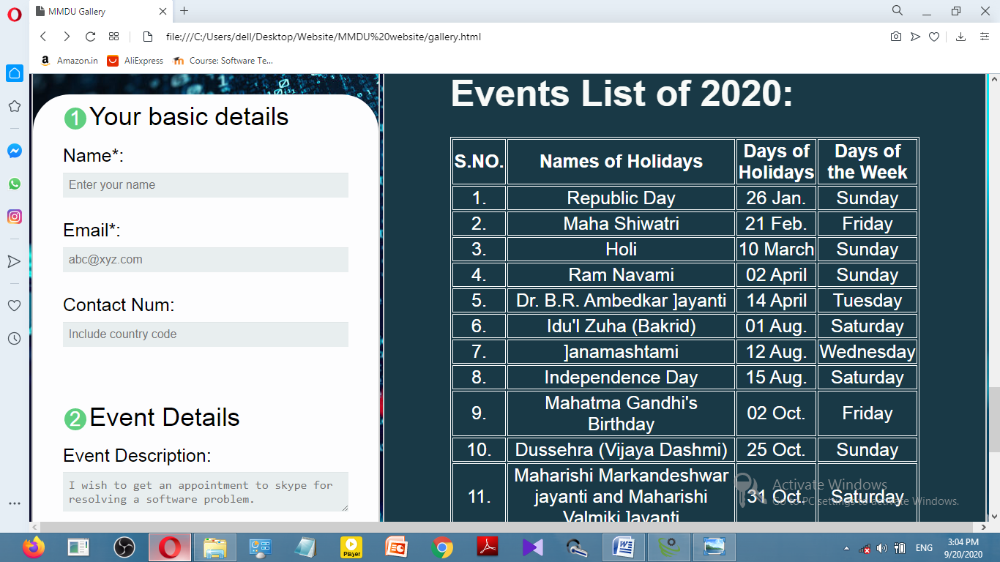 MMDU Gallery
file:///C:/Users/dell/Desktop/Website/MMDU%20website/gallery.html
Amazon.in AliExpress Course: Software Te...
1 Your basic details
Name*:
Enter your name
Email*:
abc@xyz.com
Contact Num:
Include country code
2 Event Details
Event Description:
I wish to get an appointment to skype for
resolving a software problem.
Events List of 2020:
S.NO. Names of Holidays Days of Holidays Days of the Week
1. Republic Day 26 Jan. Sunday
2. Maha Shiwatri 21 Feb. Friday
3. Holi 10 March Sunday
4. Ram Navami 02 April Sunday
5. Dr. B.R. Ambedkar ]ayanti 14 April Tuesday
6. Idu'l Zuha (Bakrid) 01 Aug. Saturday
7. ]anamashtami 12 Aug. Wednesday
8. Independence Day 15 Aug. Saturday
9. Mahatma Gandhi's Birthday 02 Oct. Friday
10. Dussehra (Vijaya Dashmi) 25 Oct. Sunday
11. Maharishi Markandeshwar jayanti and Maharishi Valmiki ]ayanti 31 Oct. Saturday
Activate Windows
Go to PC settings to activate Windows.
Player
ENG
3:04 PM
9/20/2020